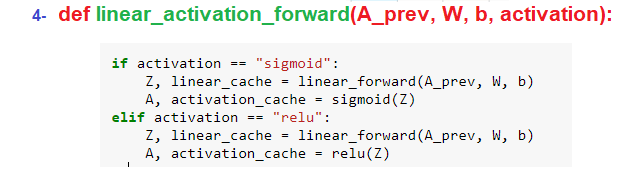 4- def linear_activation_forward(A_prev, W, b, activation):
if activation == "sigmoid":
    Z, linear_cache = linear_forward(A_prev, W, b)
    A, activation_cache = sigmoid(Z)
elif activation == "relu":
    Z, linear_cache = linear_forward(A_prev, W, b)
    A, activation_cache = relu(Z)